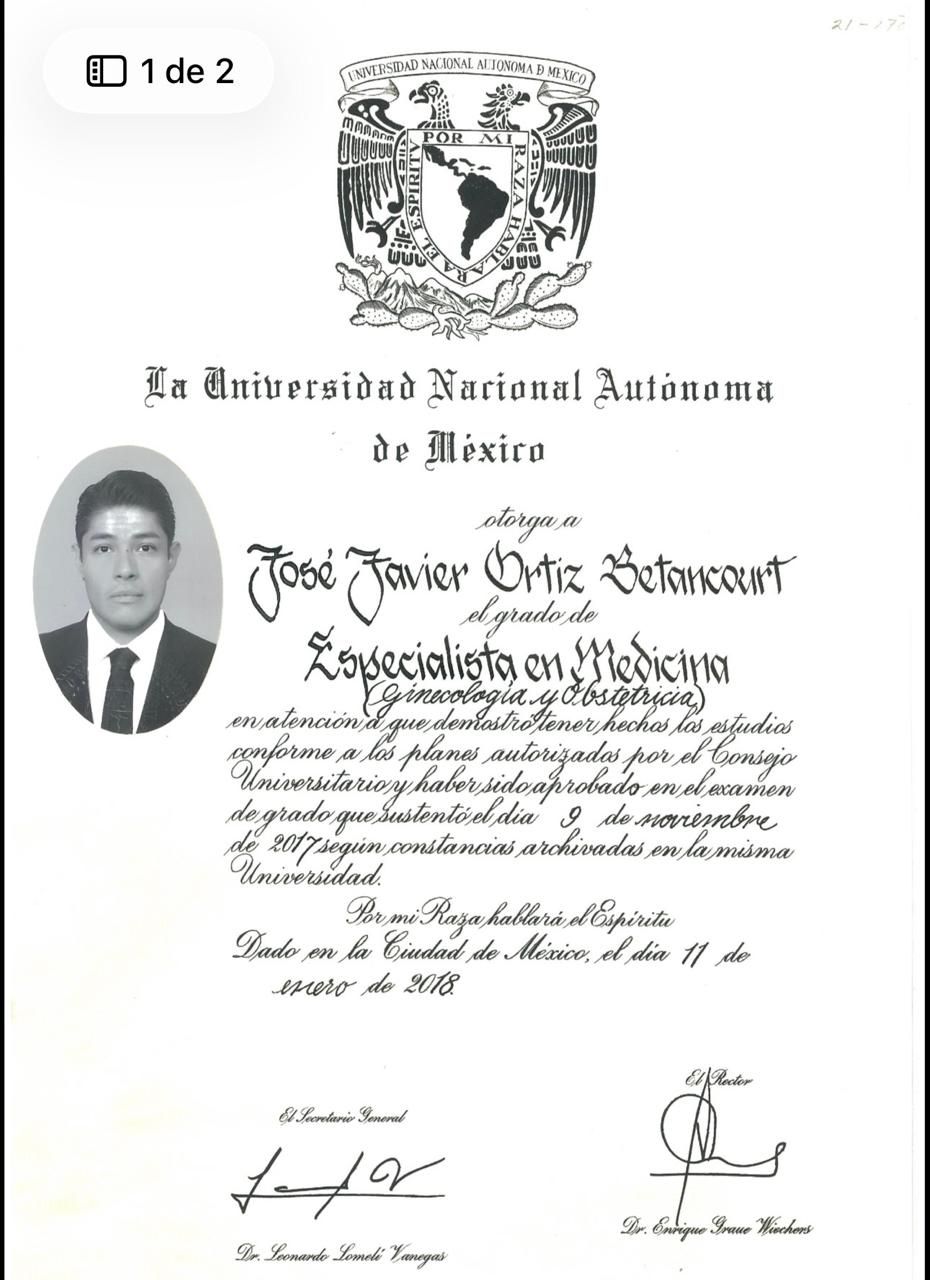 21-17
1 de 2
UNIVERSIDAD NACIONAL AUTONOMA D MEXICO
POR MI RAZA HABLARA EL ESPIRITV
La Universidad Nacional Autónoma
de México
otorga a
José Javier Ortiz Betancourt
el grado de
Especialista en Medicina
(Ginecología y Obstetricia)
en atención a que demostró tener hechos los estudios
conforme a los planes autorizados por el Consejo
Universitario y haber sido aprobado en el examen
de grado que sustentó el día 9 de noviembre
de 2017 según constancias archivadas en la misma
Universidad.
Por mi Raza hablará el Espíritu
Dado en la Ciudad de México, el día 11 de
enero de 2018.
El Rector
El Secretario General
Dr. Enrique Graue Wiechers
Dr. Leonardo Lomelí Vanegas